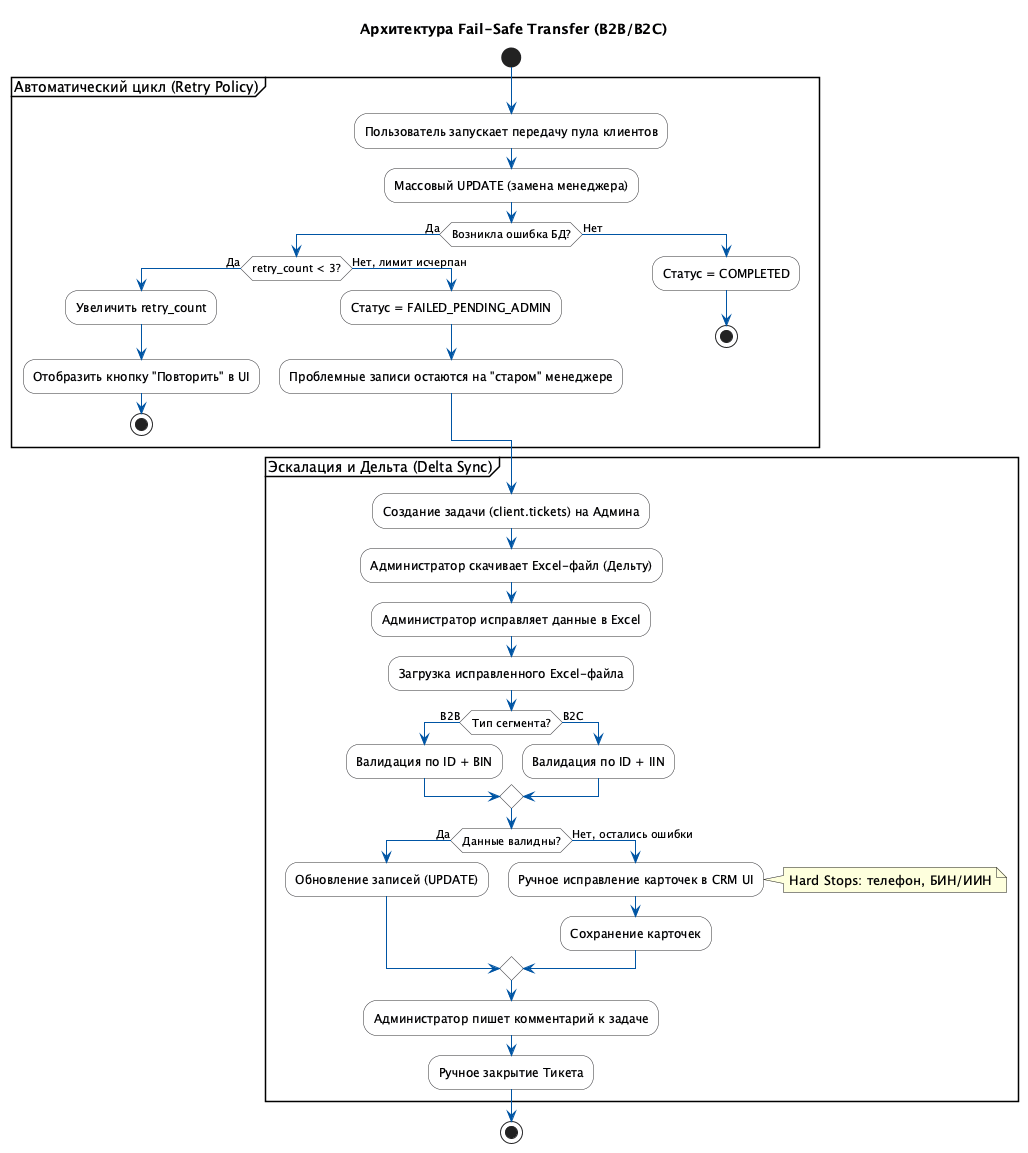 Архитектура Fail-Safe Transfer (B2B/B2C)
Автоматический цикл (Retry Policy)
Пользователь запускает передачу пула клиентов
Массовый UPDATE (замена менеджера)
Да
Возникла ошибка БД?
Нет
Да
retry_count < 3?
Нет, лимит исчерпан
Статус = COMPLETED
Увеличить retry_count
Статус = FAILED_PENDING_ADMIN
Отобразить кнопку "Повторить" в UI
Проблемные записи остаются на "старом" менеджере
Эскалация и Дельта (Delta Sync)
Создание задачи (client.tickets) на Админа
Администратор скачивает Excel-файл (Дельту)
Администратор исправляет данные в Excel
Загрузка исправленного Excel-файла
B2B
Тип сегмента?
B2C
Валидация по ID + BIN
Валидация по ID + IIN
Да
Данные валидны?
Нет, остались ошибки
Обновление записей (UPDATE)
Ручное исправление карточек в CRM UI
Hard Stops: телефон, БИН/ИИН
Сохранение карточек
Администратор пишет комментарий к задаче
Ручное закрытие Тикета